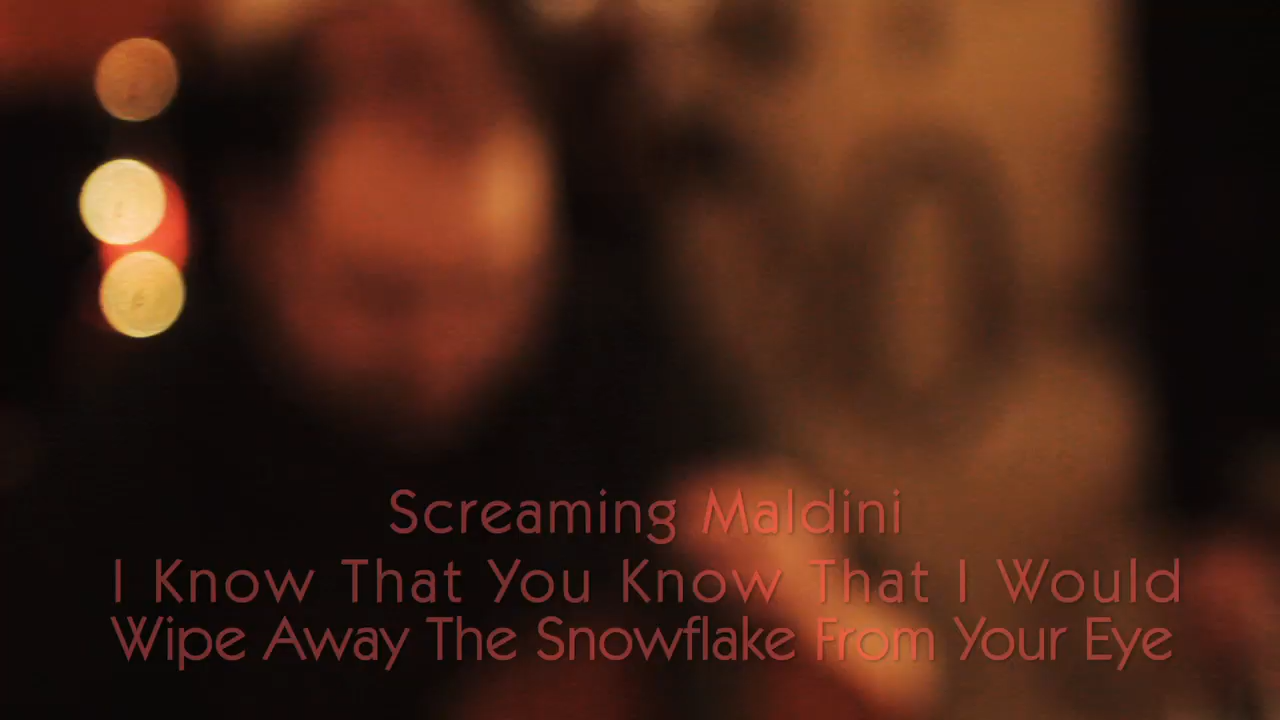 Screaming Maldini
I Know That You Know That I Would
Wipe Away The Snowflake From Your Eye